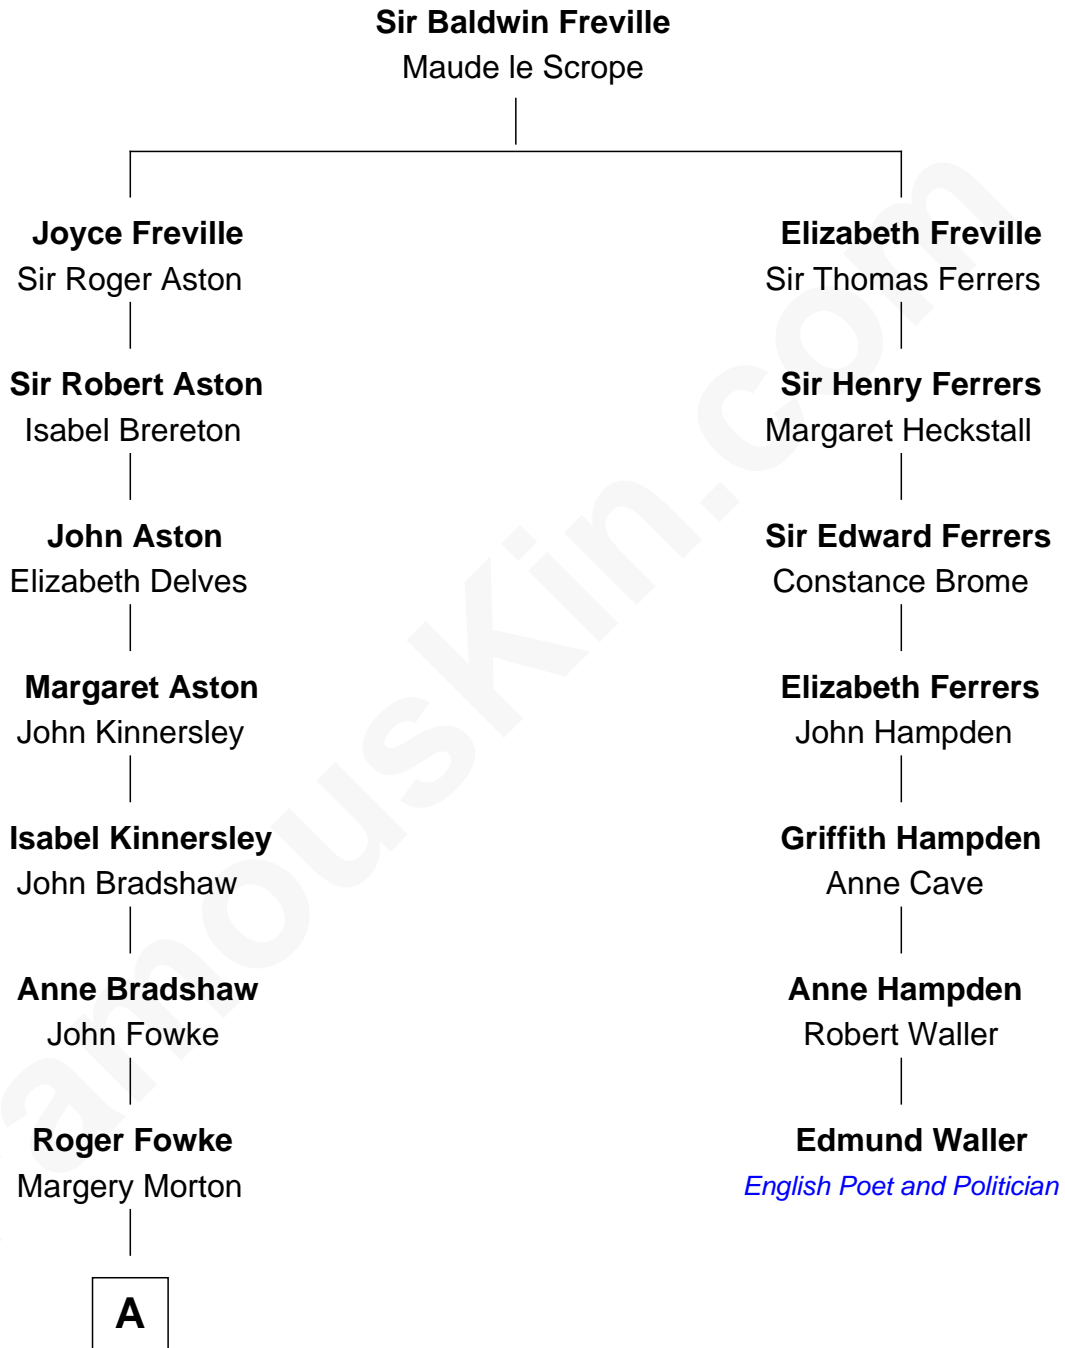 Sir Baldwin Freville
Maude le Scrope
Joyce Freville
Sir Roger Aston
Elizabeth Freville
Sir Thomas Ferrers
Sir Robert Aston
Isabel Brereton
Sir Henry Ferrers
Margaret Heckstall
John Aston
Elizabeth Delves
Sir Edward Ferrers
Constance Brome
Margaret Aston
John Kinnersley
Elizabeth Ferrers
John Hampden
Isabel Kinnersley
John Bradshaw
Griffith Hampden
Anne Cave
Anne Bradshaw
John Fowke
Anne Hampden
Robert Waller
Roger Fowke
Margery Morton
Edmund Waller
English Poet and Politician
A
famouskin.com